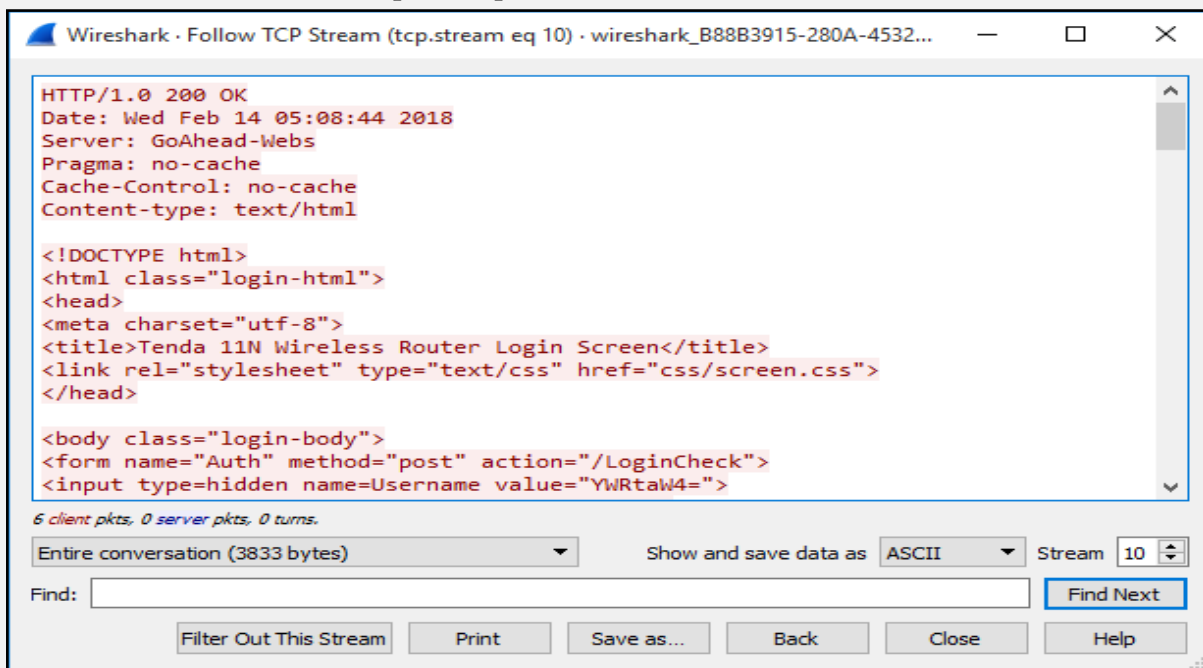 Wireshark · Follow TCP Stream (tcp.stream eq 10) · wireshark_B88B3915-280A-4532...
HTTP/1.0 200 OK
Date: Wed Feb 14 05:08:44 2018
Server: GoAhead-Webs
Pragma: no-cache
Cache-Control: no-cache
Content-type: text/html
<!DOCTYPE html>
<html class="login-html">
<head>
<meta charset="utf-8">
<title>Tenda 11N Wireless Router Login Screen</title>
<link rel="stylesheet" type="text/css" href="css/screen.css">
</head>
<body class="login-body">
<form name="Auth" method="post" action="/LoginCheck">
<input type=hidden name=Username value="YWRtaW4=">
6 client pkts, 0 server pkts, 0 turns.
Entire conversation (3833 bytes) Show and save data as ASCII Stream 10
Find: Find Next
Filter Out This Stream Print Save as... Back Close Help